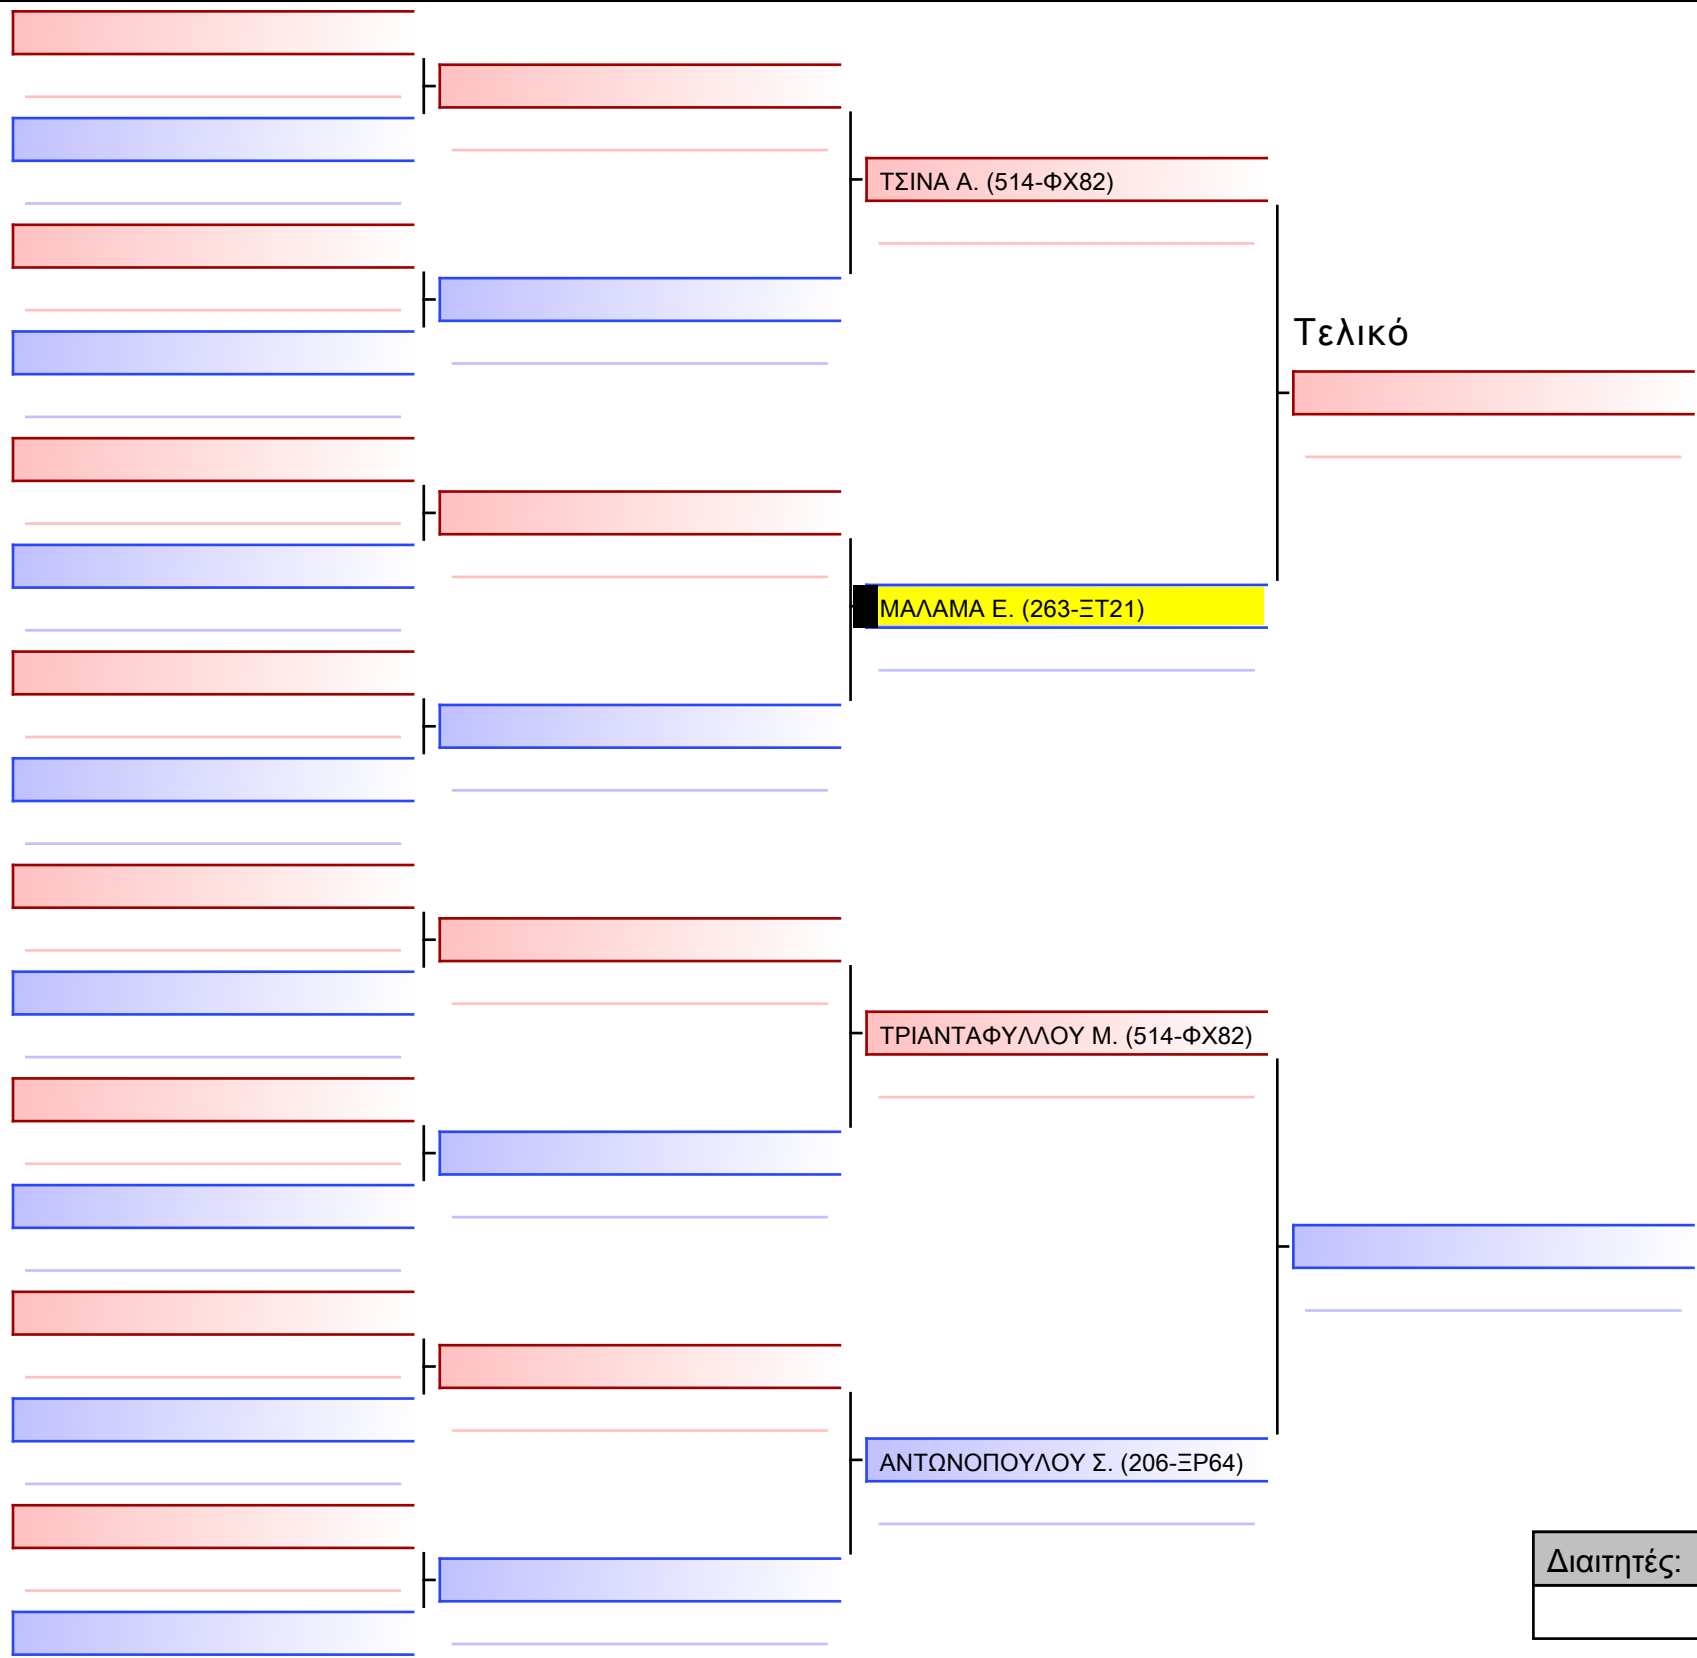 ΤΣΙΝΑ Α. (514-ΦΧ82)
Τελικό
ΜΑΛΑΜΑ Ε. (263-ΞΤ21)
ΤΡΙΑΝΤΑΦΥΛΛΟΥ Μ. (514-ΦΧ82)
ΑΝΤΩΝΟΠΟΥΛΟΥ Σ. (206-ΞΡ64)
Διαιτητές: